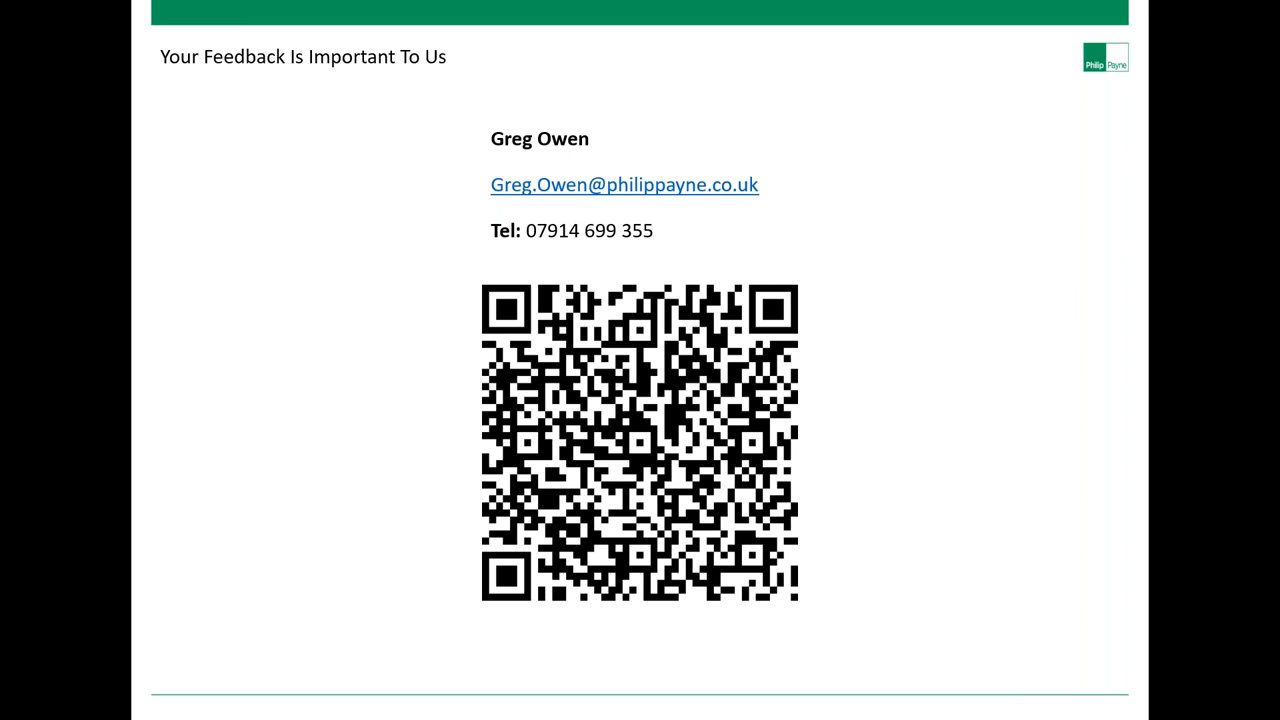 Your Feedback Is Important To Us
Philip Payne
Greg Owen
Greg.Owen@philippayne.co.uk
Tel: 07914 699 355